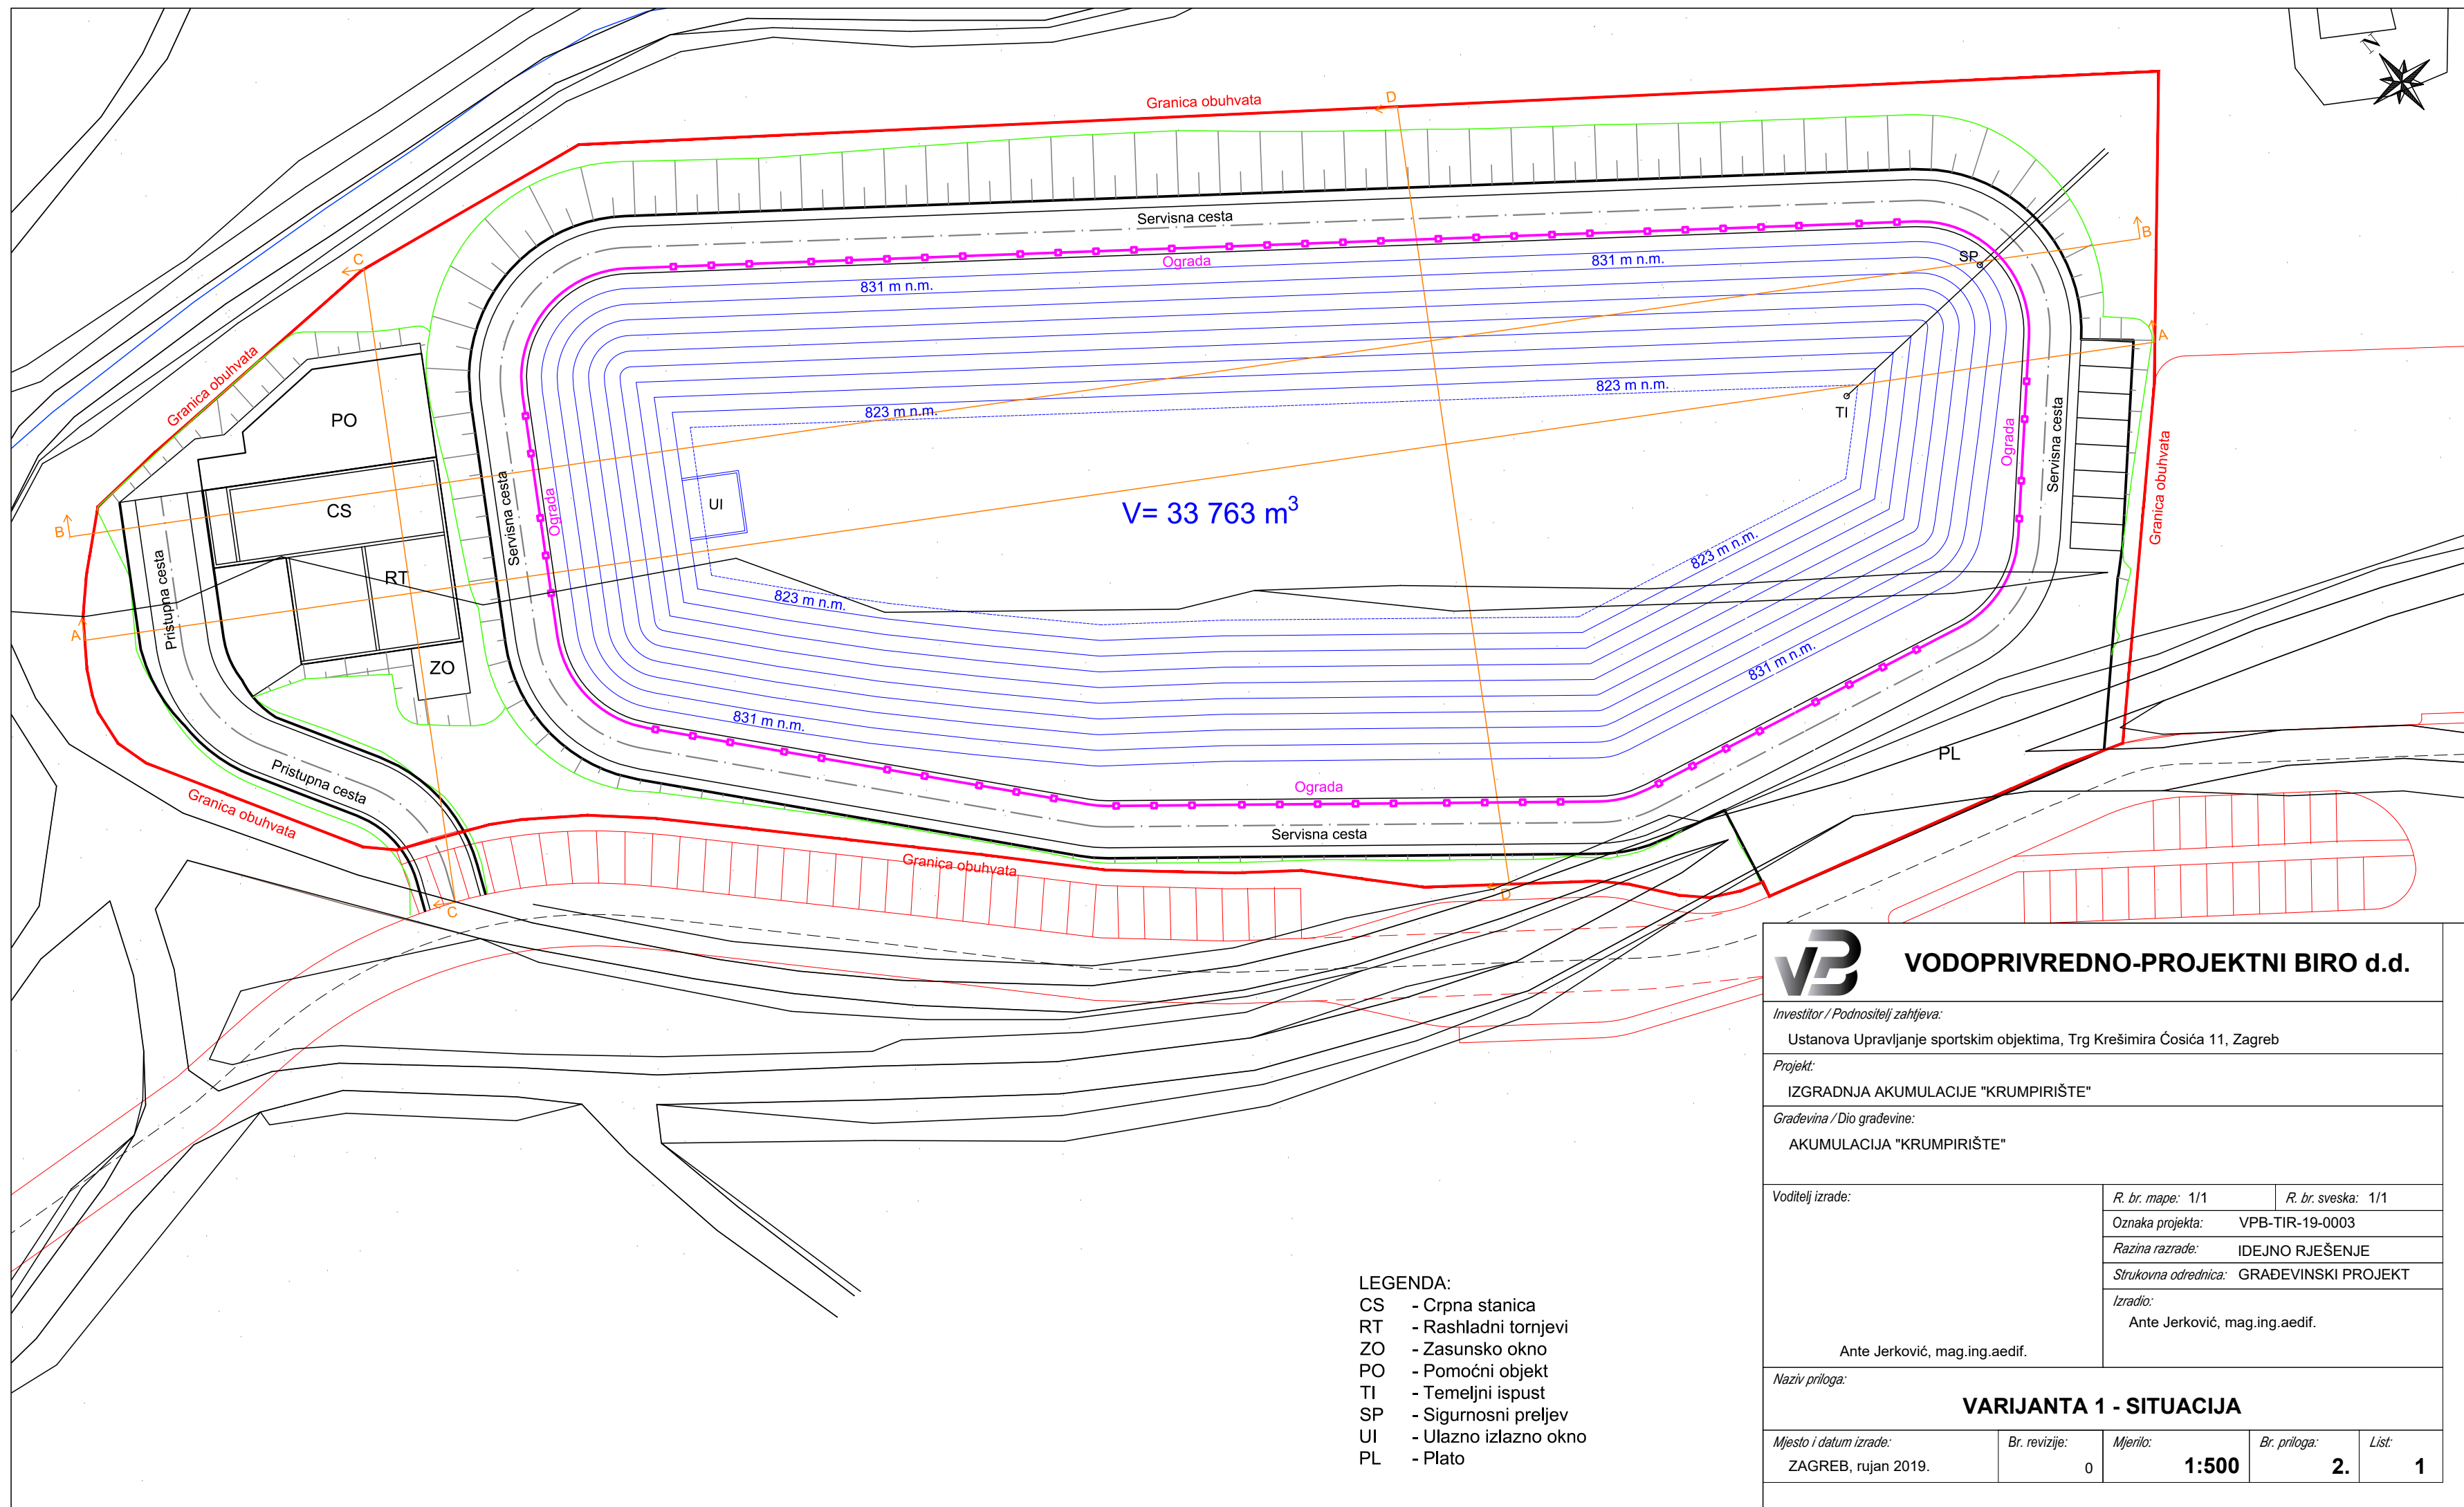 N
Granica obuhvata
D
Servisna cesta
B
C
Ograda
SP
831 m n.m.
831 m n.m.
A
Granica obuhvata
823 m n.m.
823 m n.m.
TI
PO
Ograda
Servisna cesta
Granica obuhvata
CS
UI
V= 33 763 m3
Servisna cesta
Ograda
B
823 m n.m.
RT
Pristupna cesta
823 m n.m.
A
ZO
831 m n.m.
831 m n.m.
PL
Pristupna cesta
Ograda
Granica obuhvata
Servisna cesta
Granica obuhvata
D
C
LEGENDA:
CS - Crpna stanica
RT - Rashladni tornjevi
ZO - Zasunsko okno
PO - Pomoćni objekt
TI - Temeljni ispust
SP - Sigurnosni preljev
UI - Ulazno izlazno okno
PL - Plato
VPB
VODOPRIVREDNO-PROJEKTNI BIRO d.d.
Investitor / Podnositelj zahtjeva:
Ustanova Upravljanje sportskim objektima, Trg Krešimira Ćosića 11, Zagreb
Projekt:
IZGRADNJA AKUMULACIJE "KRUMPIRIŠTE"
Građevina / Dio građevine:
AKUMULACIJA "KRUMPIRIŠTE"
Voditelj izrade:
Ante Jerković, mag.ing.aedif.
R. br. mape: 1/1 R. br. sveska: 1/1
Oznaka projekta: VPB-TIR-19-0003
Razina razrade: IDEJNO RJEŠENJE
Strukovna odrednica: GRAĐEVINSKI PROJEKT
Izradio:
Ante Jerković, mag.ing.aedif.
Naziv priloga:
VARIJANTA 1 - SITUACIJA
Mjesto i datum izrade: Br. revizije: Mjerilo: Br. priloga: List:
ZAGREB, rujan 2019. 0 1:500 2. 1